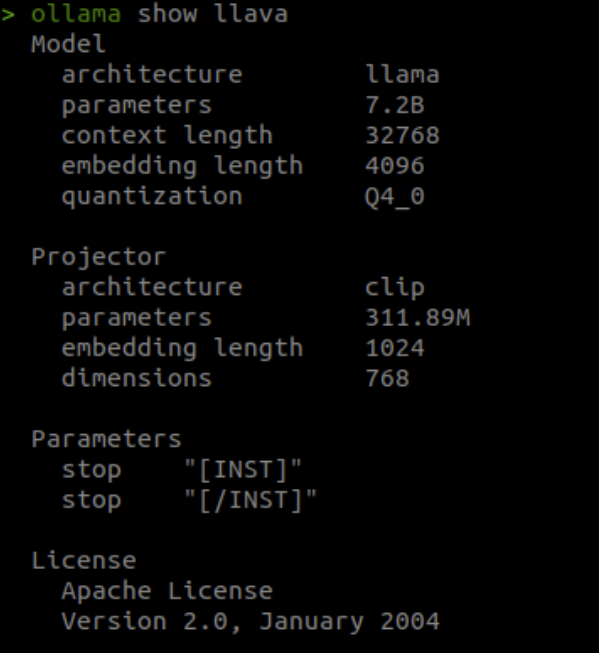 > ollama show llava
Model
architecture llama
parameters 7.2B
context length 32768
embedding length 4096
quantization Q4_0
Projector
architecture clip
parameters 311.89M
embedding length 1024
dimensions 768
Parameters
stop "[INST]"
stop "[/INST]"
License
Apache License
Version 2.0, January 2004